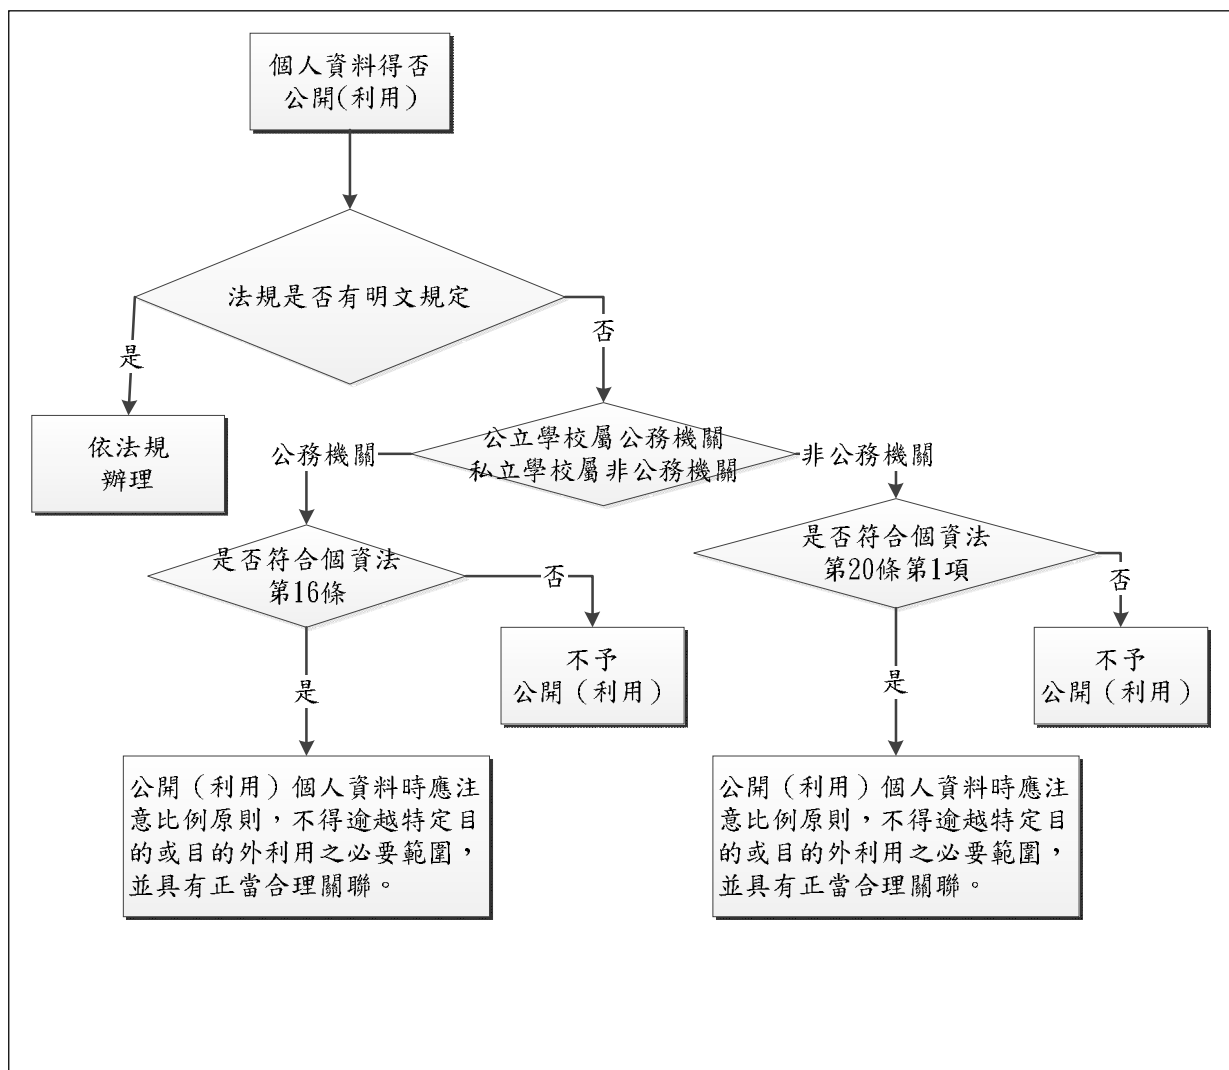 個人資料得否
公開(利用)
法規是否有明文規定
是
否
依法規
辦理
公務機關
公立學校屬公務機關
私立學校屬非公務機關
非公務機關
是否符合個資法
第16條
否
是
不予
公開（利用）
公開（利用）個人資料時應注
意比例原則，不得逾越特定目
的或目的外利用之必要範圍，
並具有正當合理關聯。
是否符合個資法
第20條第1項
否
是
不予
公開（利用）
公開（利用）個人資料時應注
意比例原則，不得逾越特定目
的或目的外利用之必要範圍，
並具有正當合理關聯。